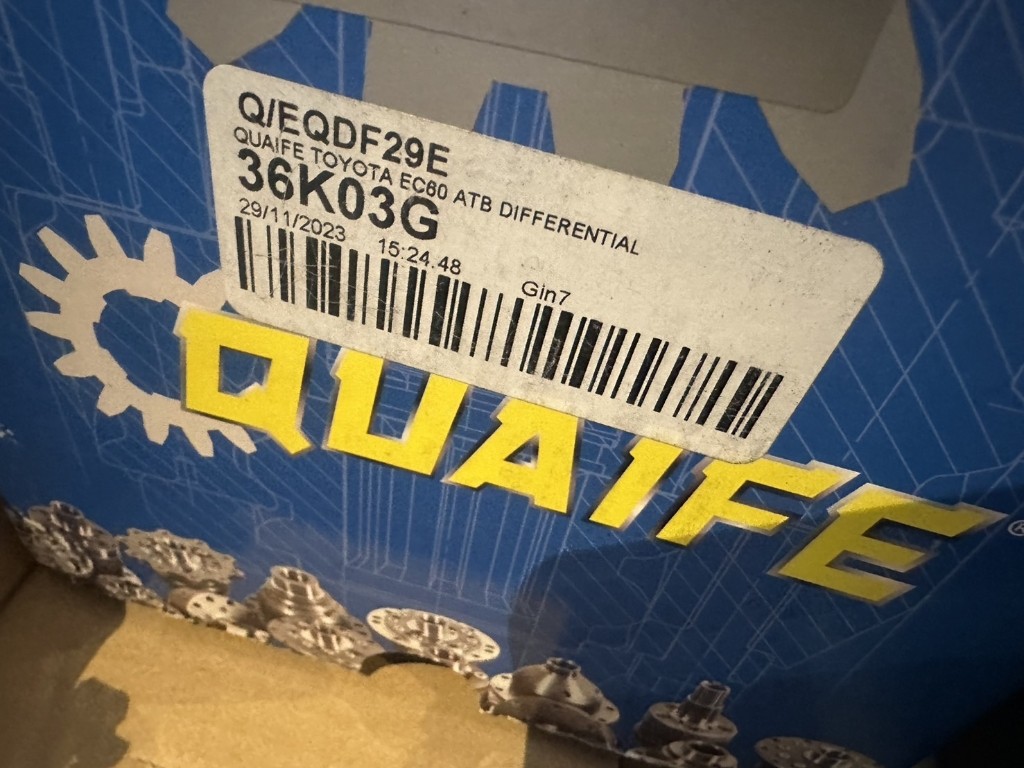 Q/EQDF29E
QUAIFE TOYOTA EC60 ATB DIFFERENTIAL
36K03G
29/11/2023 15:24.48 Gin7
QUAIFE®